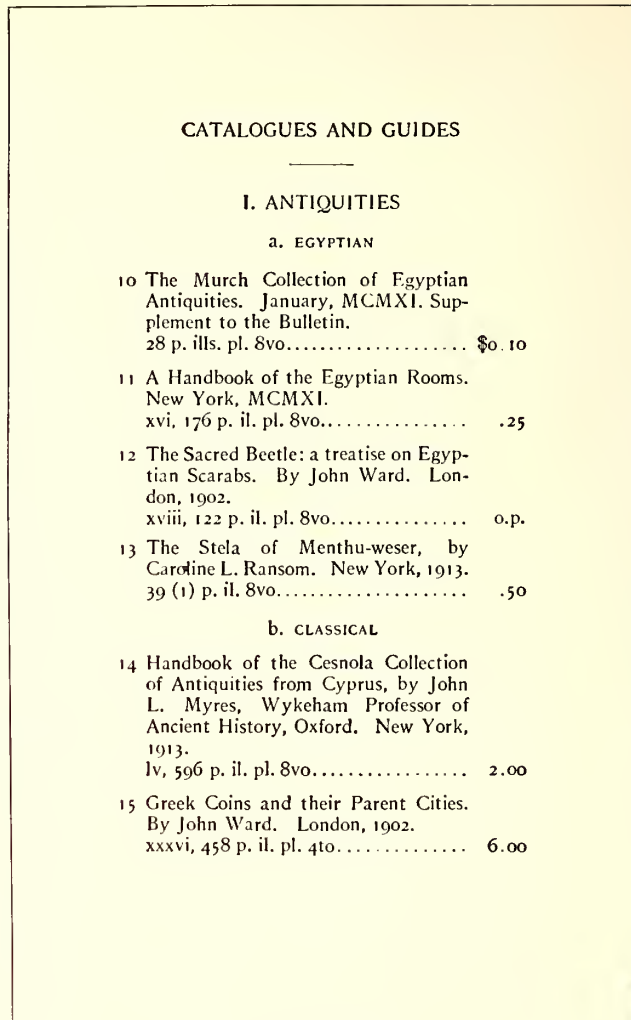 CATALOGUES AND GUIDES
I. ANTIQUITIES
a. EGYPTIAN
10 The Murch Collection of Egyptian
Antiquities. January, MCMXI. Sup-
plement to the Bulletin.
28 p. ills. pl. 8vo..................... $0.10
11 A Handbook of the Egyptian Rooms.
New York, MCMXI.
xvi, 176 p. il. pl. 8vo................ .25
12 The Sacred Beetle: a treatise on Egyp-
tian Scarabs. By John Ward. Lon-
don, 1902.
xviii, 122 p. il. pl. 8vo............... o.p.
13 The Stela of Menthu-weser, by
Caroline L. Ransom. New York, 1913.
39 (1) p. il. 8vo...................... .50
b. CLASSICAL
14 Handbook of the Cesnola Collection
of Antiquities from Cyprus, by John
L. Myres, Wykeham Professor of
Ancient History, Oxford. New York,
1913.
lv, 596 p. il. pl. 8vo................. 2.00
15 Greek Coins and their Parent Cities.
By John Ward. London, 1902.
xxxvi, 458 p. il. pl. 4to.............. 6.00